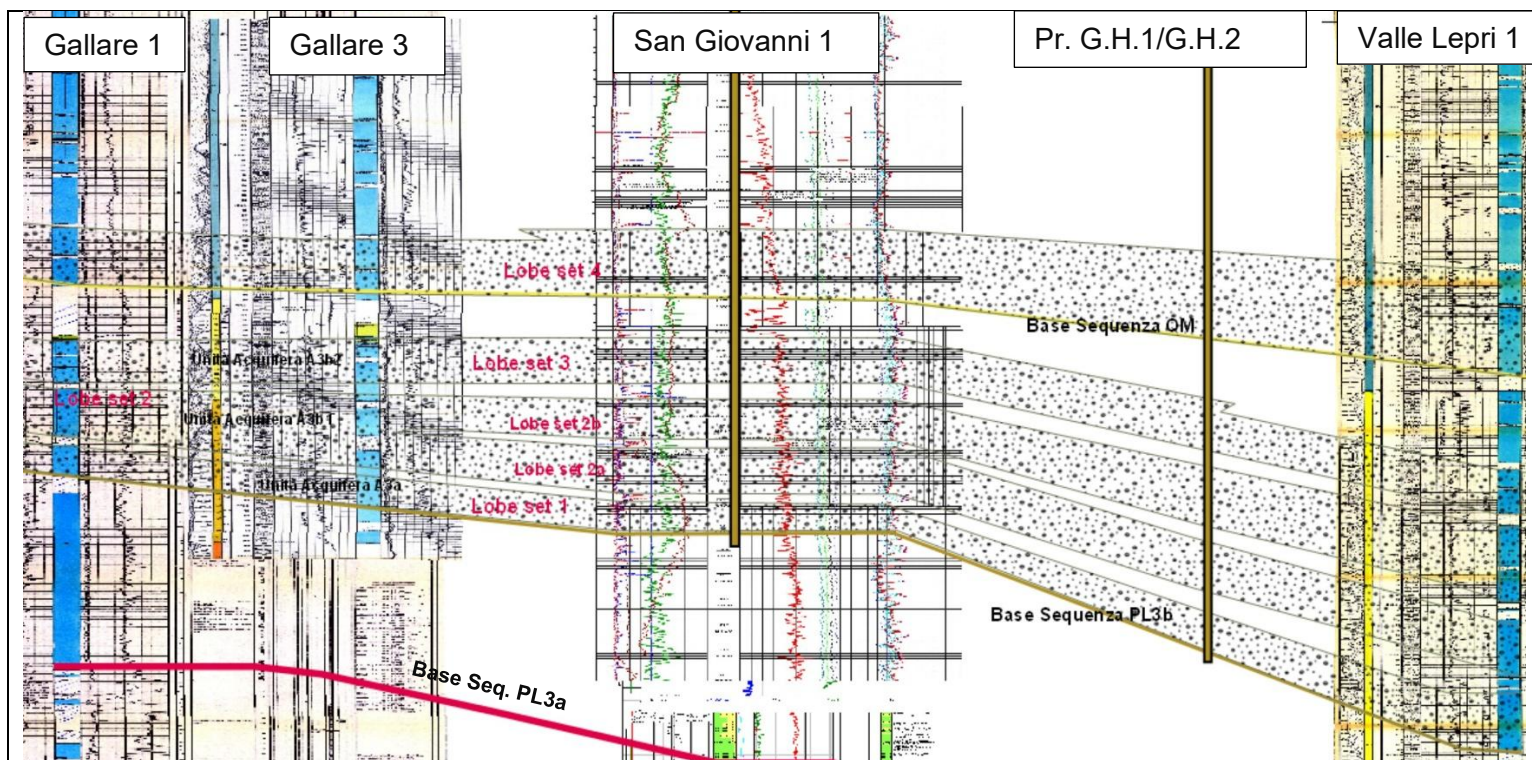 Gallare 1
Gallare 3
San Giovanni 1
Pr. G.H.1/G.H.2
Valle Lepri 1
Lobe set 4
Base Sequenza QM
Unità Acquifera A3b2
Lobe set 3
Lobe set 2
Unità Acquifera A3b1
Lobe set 2b
Lobe set 2a
Unità Acquifera A3a
Lobe set 1
Base Sequenza PL3b
Base Seq. PL3a